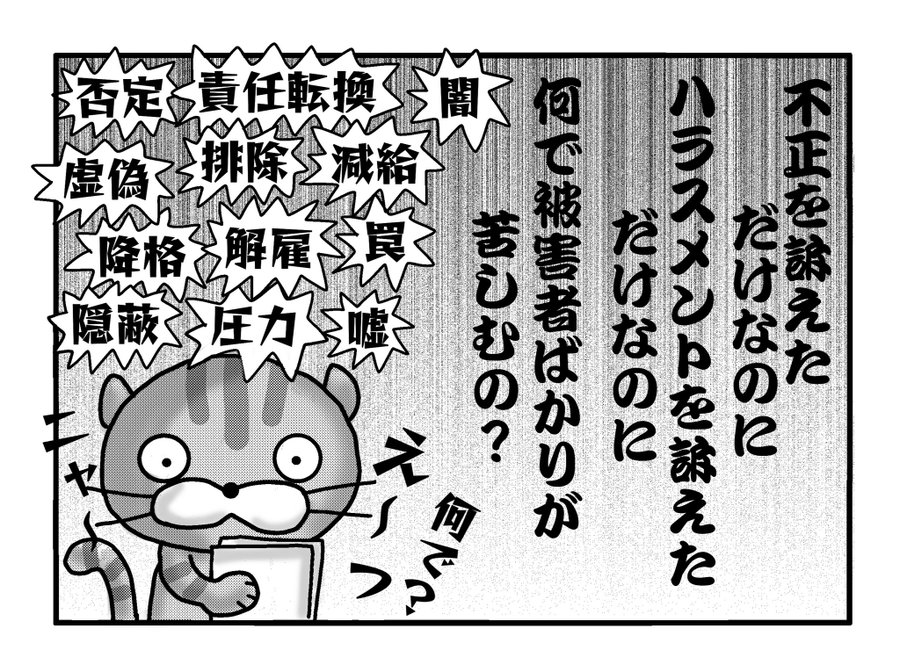 不正を訴えた
だけなのに
ハラスメントを訴えた
だけなのに
何で被害者ばかりが
苦しむの？
闇
責任転換
否定
減給
排除
虚偽
罠
解雇
降格
嘘
圧力
隠蔽
え～っ
何で？
ニャ